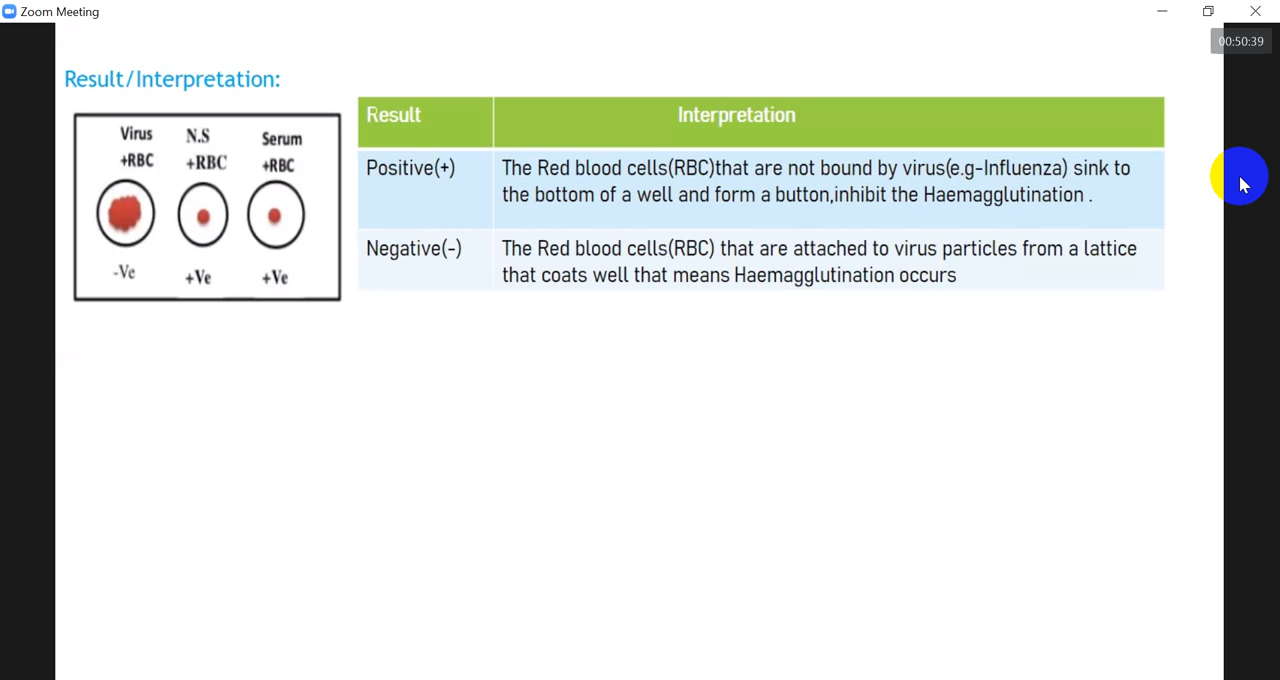 Zoom Meeting
00:50:39
Result/Interpretation:
Virus N.S Serum
+RBC +RBC +RBC
-Ve +Ve +Ve
Result Interpretation
Positive(+) The Red blood cells(RBC)that are not bound by virus(e.g-Influenza) sink to
the bottom of a well and form a button,inhibit the Haemagglutination .
Negative(-) The Red blood cells(RBC) that are attached to virus particles from a lattice
that coats well that means Haemagglutination occurs